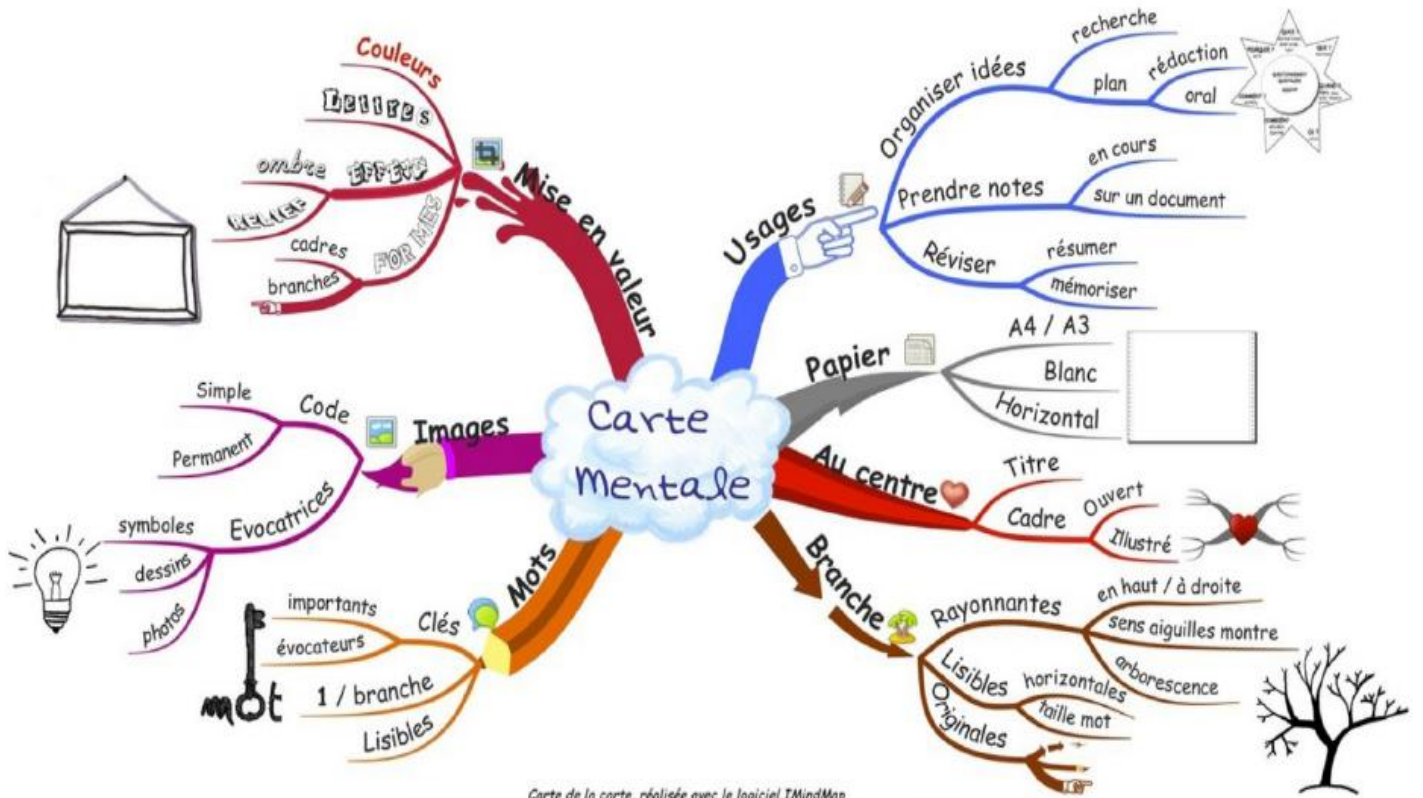 Carte
Mentale
Usages
Organiser idées
recherche
plan
rédaction
oral
Prendre notes
en cours
sur un document
Réviser
résumer
mémoriser
Papier
A4 / A3
Blanc
Horizontal
Au centre
Titre
Cadre
Ouvert
Illustré
Branche
Rayonnantes
en haut / à droite
sens aiguilles montre
arborescence
Lisibles
horizontales
taille mot
Originales
Mots
Clés
importants
évocateurs
1 / branche
Lisibles
mot
Images
Code
Simple
Permanent
Evocatrices
symboles
dessins
photos
Mise en valeur
Couleurs
Lettres
EFFETS
ombre
RELIEF
FORMES
cadres
branches
Carte de la carte, réalisée avec le logiciel IMindMap